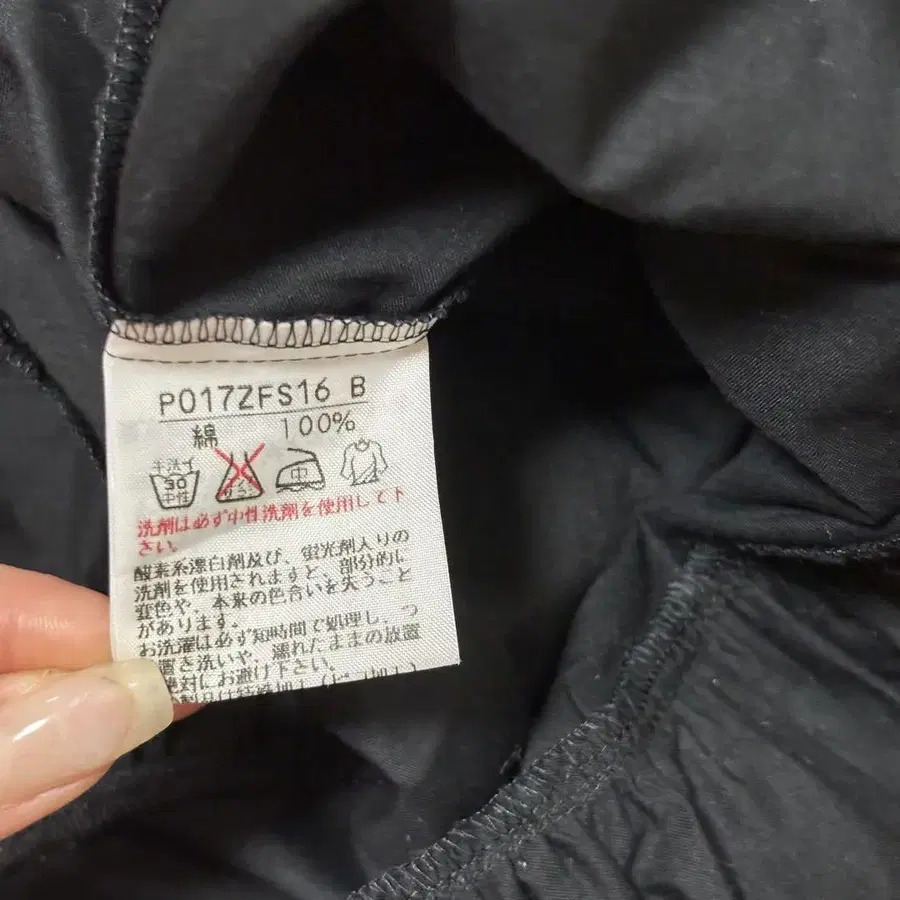 P017ZFS16 B
綿 100%
手洗イ
30
中性
中
洗剤は必ず中性洗剤を使用して下
さい。
酸素系漂白剤及び、蛍光剤入りの
洗剤を使用されますと、部分的に
変色や、本来の色合いを失うこと
があります。
お洗濯は必ず短時間で処理し、つ
置き洗いや、濡れたままの放置
絶対にお避け下さい。